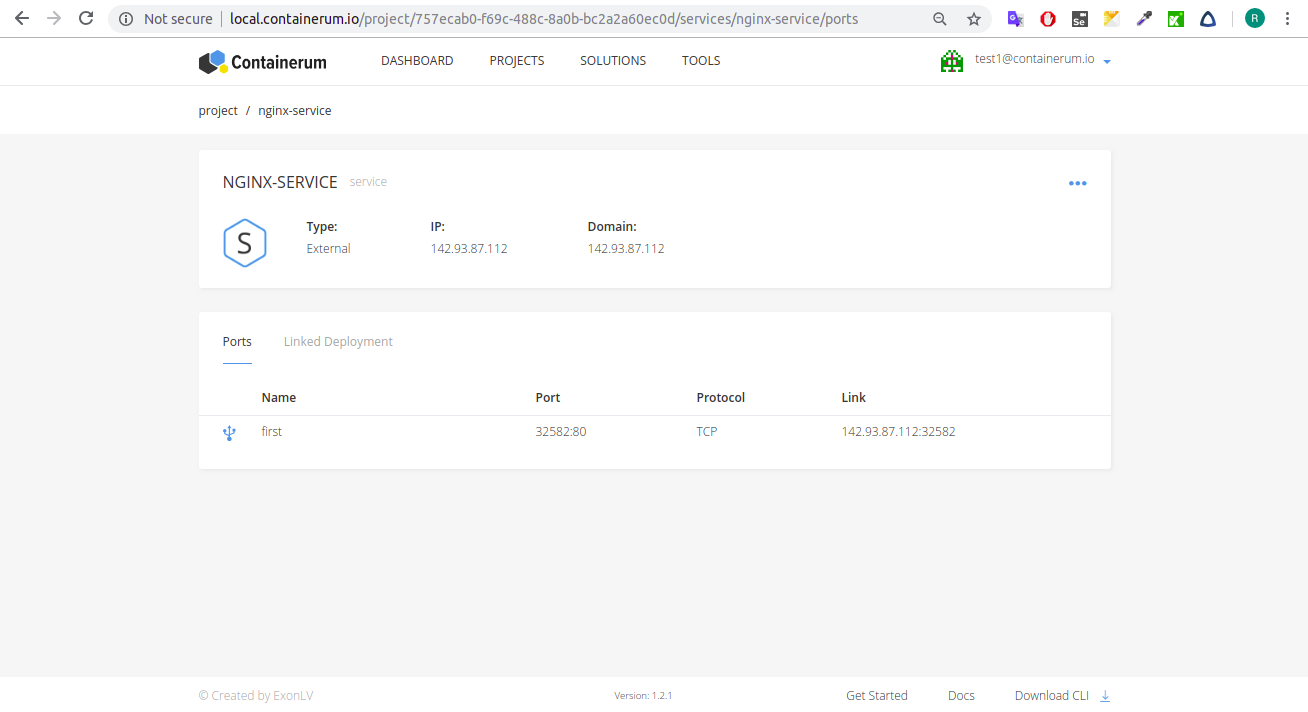 Not secure | local.containerum.io/project/757ecab0-f69c-488c-8a0b-bc2a2a60ec0d/services/nginx-service/ports
G Se K R
Containerum DASHBOARD PROJECTS SOLUTIONS TOOLS test1@containerum.io
project / nginx-service
NGINX-SERVICE service
S
Type: IP: Domain:
External 142.93.87.112 142.93.87.112
Ports Linked Deployment
Name Port Protocol Link
first 32582:80 TCP 142.93.87.112:32582
© Created by ExonLV Version: 1.2.1 Get Started Docs Download CLI